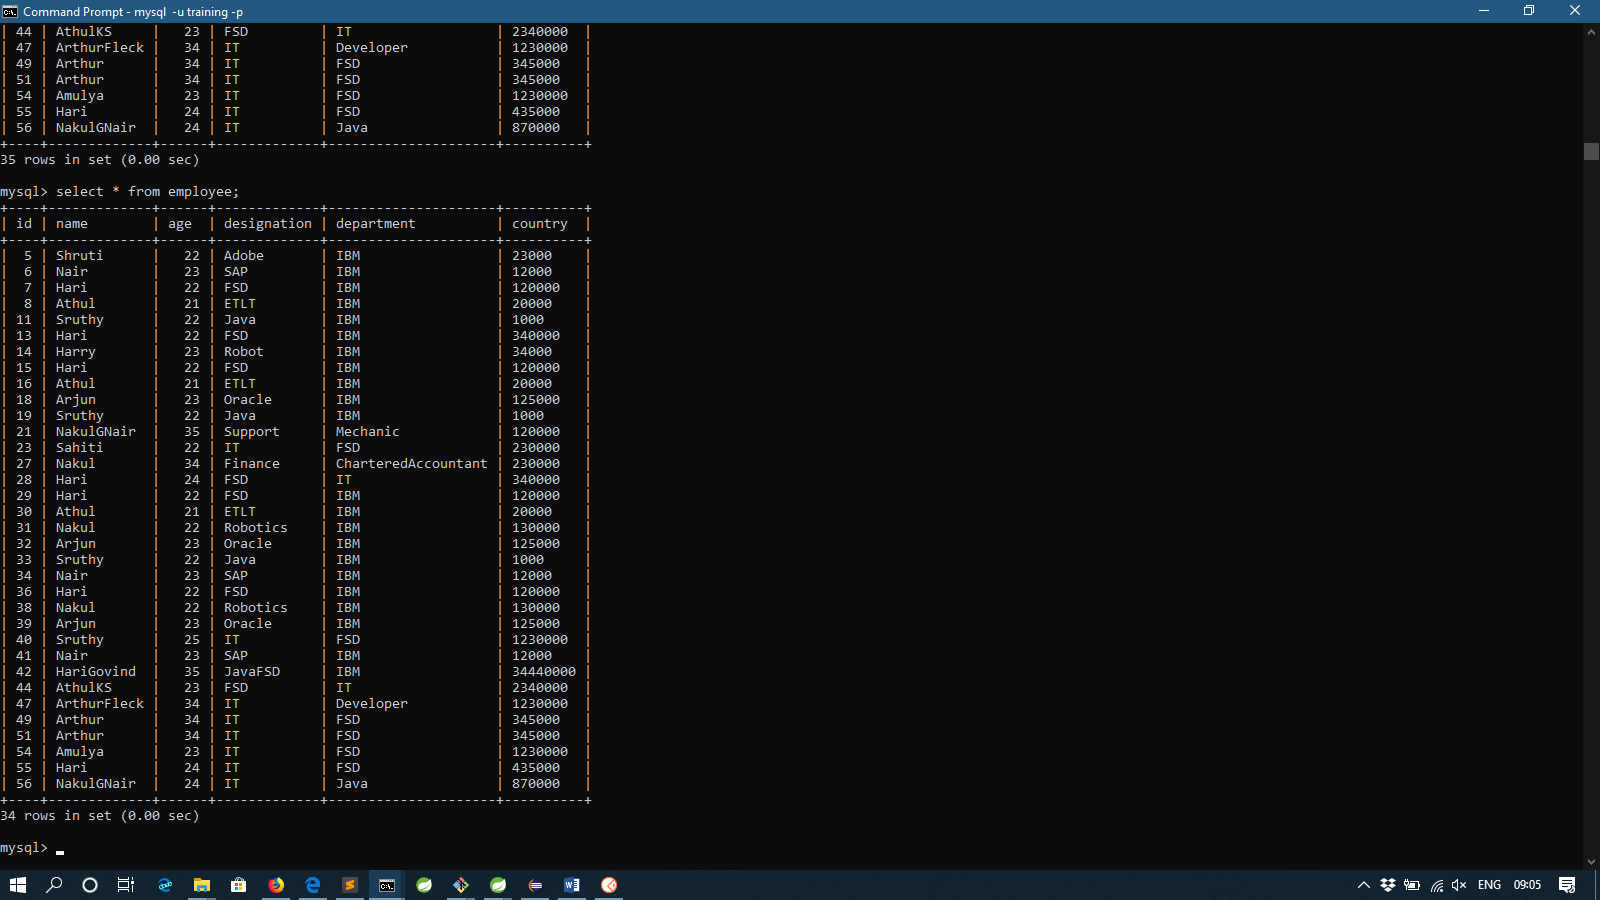 Command Prompt - mysql  -u training -p
| 44 | AthulKS     |   23 | FSD         | IT                  | 2340000  |
| 47 | ArthurFleck |   34 | IT          | Developer           | 1230000  |
| 49 | Arthur      |   34 | IT          | FSD                 | 345000   |
| 51 | Arthur      |   34 | IT          | FSD                 | 345000   |
| 54 | Amulya      |   23 | IT          | FSD                 | 1230000  |
| 55 | Hari        |   24 | IT          | FSD                 | 435000   |
| 56 | NakulGNair  |   24 | IT          | Java                | 870000   |
+----+-------------+------+-------------+---------------------+----------+
35 rows in set (0.00 sec)
mysql> select * from employee;
+----+-------------+------+-------------+---------------------+----------+
| id | name        | age  | designation | department          | country  |
+----+-------------+------+-------------+---------------------+----------+
|  5 | Shruti      |   22 | Adobe       | IBM                 | 23000    |
|  6 | Nair        |   23 | SAP         | IBM                 | 12000    |
|  7 | Hari        |   22 | FSD         | IBM                 | 120000   |
|  8 | Athul       |   21 | ETLT        | IBM                 | 20000    |
| 11 | Sruthy      |   22 | Java        | IBM                 | 1000     |
| 13 | Hari        |   22 | FSD         | IBM                 | 340000   |
| 14 | Harry       |   23 | Robot       | IBM                 | 34000    |
| 15 | Hari        |   22 | FSD         | IBM                 | 120000   |
| 16 | Athul       |   21 | ETLT        | IBM                 | 20000    |
| 18 | Arjun       |   23 | Oracle      | IBM                 | 125000   |
| 19 | Sruthy      |   22 | Java        | IBM                 | 1000     |
| 21 | NakulGNair  |   35 | Support     | Mechanic            | 120000   |
| 23 | Sahiti      |   22 | IT          | FSD                 | 230000   |
| 27 | Nakul       |   34 | Finance     | CharteredAccountant | 230000   |
| 28 | Hari        |   24 | FSD         | IT                  | 340000   |
| 29 | Hari        |   22 | FSD         | IBM                 | 120000   |
| 30 | Athul       |   21 | ETLT        | IBM                 | 20000    |
| 31 | Nakul       |   22 | Robotics    | IBM                 | 130000   |
| 32 | Arjun       |   23 | Oracle      | IBM                 | 125000   |
| 33 | Sruthy      |   22 | Java        | IBM                 | 1000     |
| 34 | Nair        |   23 | SAP         | IBM                 | 12000    |
| 36 | Hari        |   22 | FSD         | IBM                 | 120000   |
| 38 | Nakul       |   22 | Robotics    | IBM                 | 130000   |
| 39 | Arjun       |   23 | Oracle      | IBM                 | 125000   |
| 40 | Sruthy      |   25 | IT          | FSD                 | 1230000  |
| 41 | Nair        |   23 | SAP         | IBM                 | 12000    |
| 42 | HariGovind  |   35 | JavaFSD     | IBM                 | 34440000 |
| 44 | AthulKS     |   23 | FSD         | IT                  | 2340000  |
| 47 | ArthurFleck |   34 | IT          | Developer           | 1230000  |
| 49 | Arthur      |   34 | IT          | FSD                 | 345000   |
| 51 | Arthur      |   34 | IT          | FSD                 | 345000   |
| 54 | Amulya      |   23 | IT          | FSD                 | 1230000  |
| 55 | Hari        |   24 | IT          | FSD                 | 435000   |
| 56 | NakulGNair  |   24 | IT          | Java                | 870000   |
+----+-------------+------+-------------+---------------------+----------+
34 rows in set (0.00 sec)
mysql> _
ENG 09:05